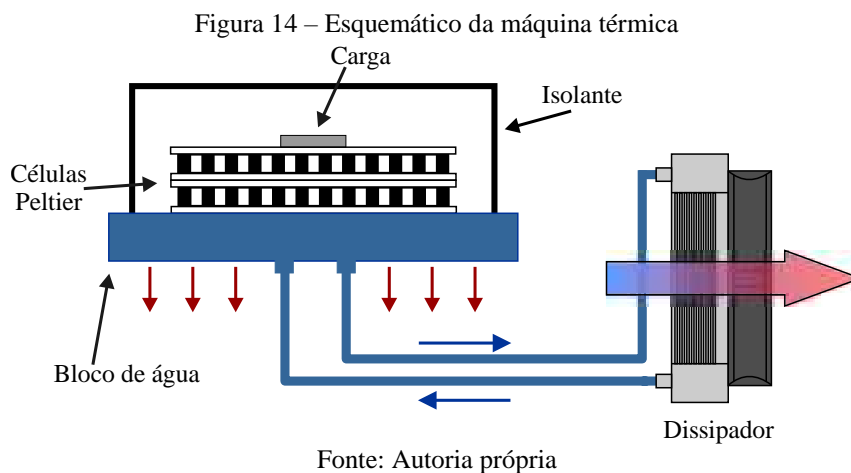 Figura 14 – Esquemático da máquina térmica
Carga
Isolante
Células
Peltier
Bloco de água
Dissipador
Fonte: Autoria própria